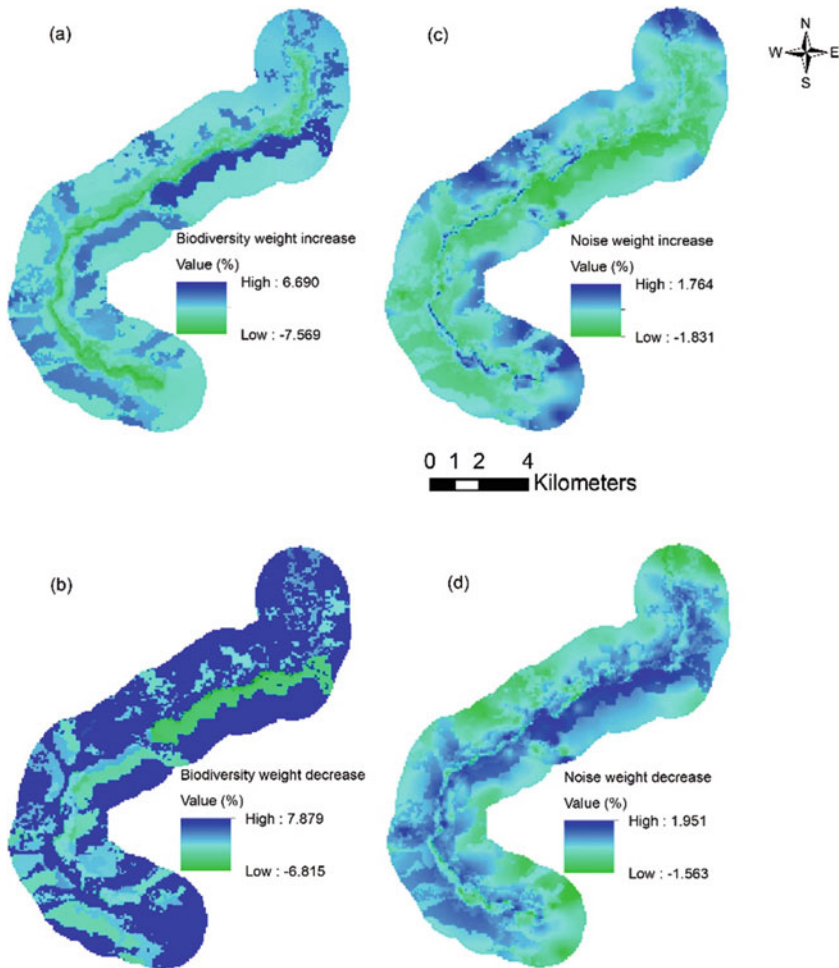 (a)
Biodiversity weight increase
Value (%)
High : 6.690
Low : -7.569
(c)
Noise weight increase
Value (%)
High : 1.764
Low : -1.831
N
W E
S
0 1 2 4
Kilometers
(b)
Biodiversity weight decrease
Value (%)
High : 7.879
Low : -6.815
(d)
Noise weight decrease
Value (%)
High : 1.951
Low : -1.563